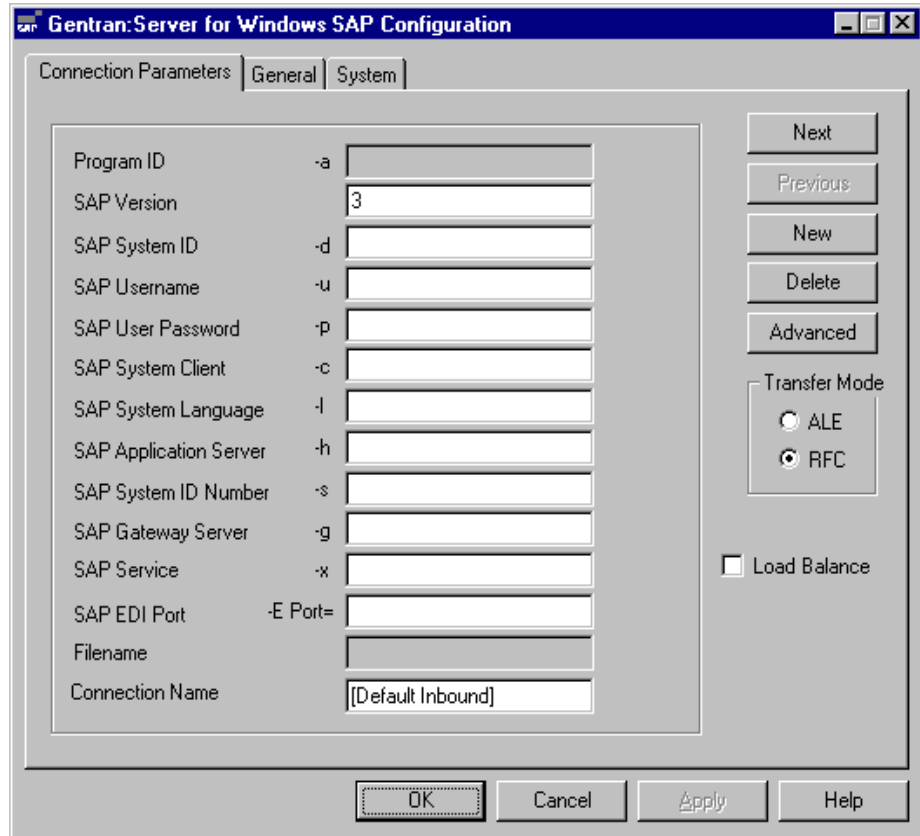 SAP Gentran:Server for Windows SAP Configuration
Connection Parameters General System
Program ID -a
SAP Version 3
SAP System ID -d
SAP Username -u
SAP User Password -p
SAP System Client -c
SAP System Language -l
SAP Application Server -h
SAP System ID Number -s
SAP Gateway Server -g
SAP Service -x
SAP EDI Port -E Port=
Filename
Connection Name [Default Inbound]
Next
Previous
New
Delete
Advanced
Transfer Mode
ALE
RFC
Load Balance
OK Cancel Apply Help